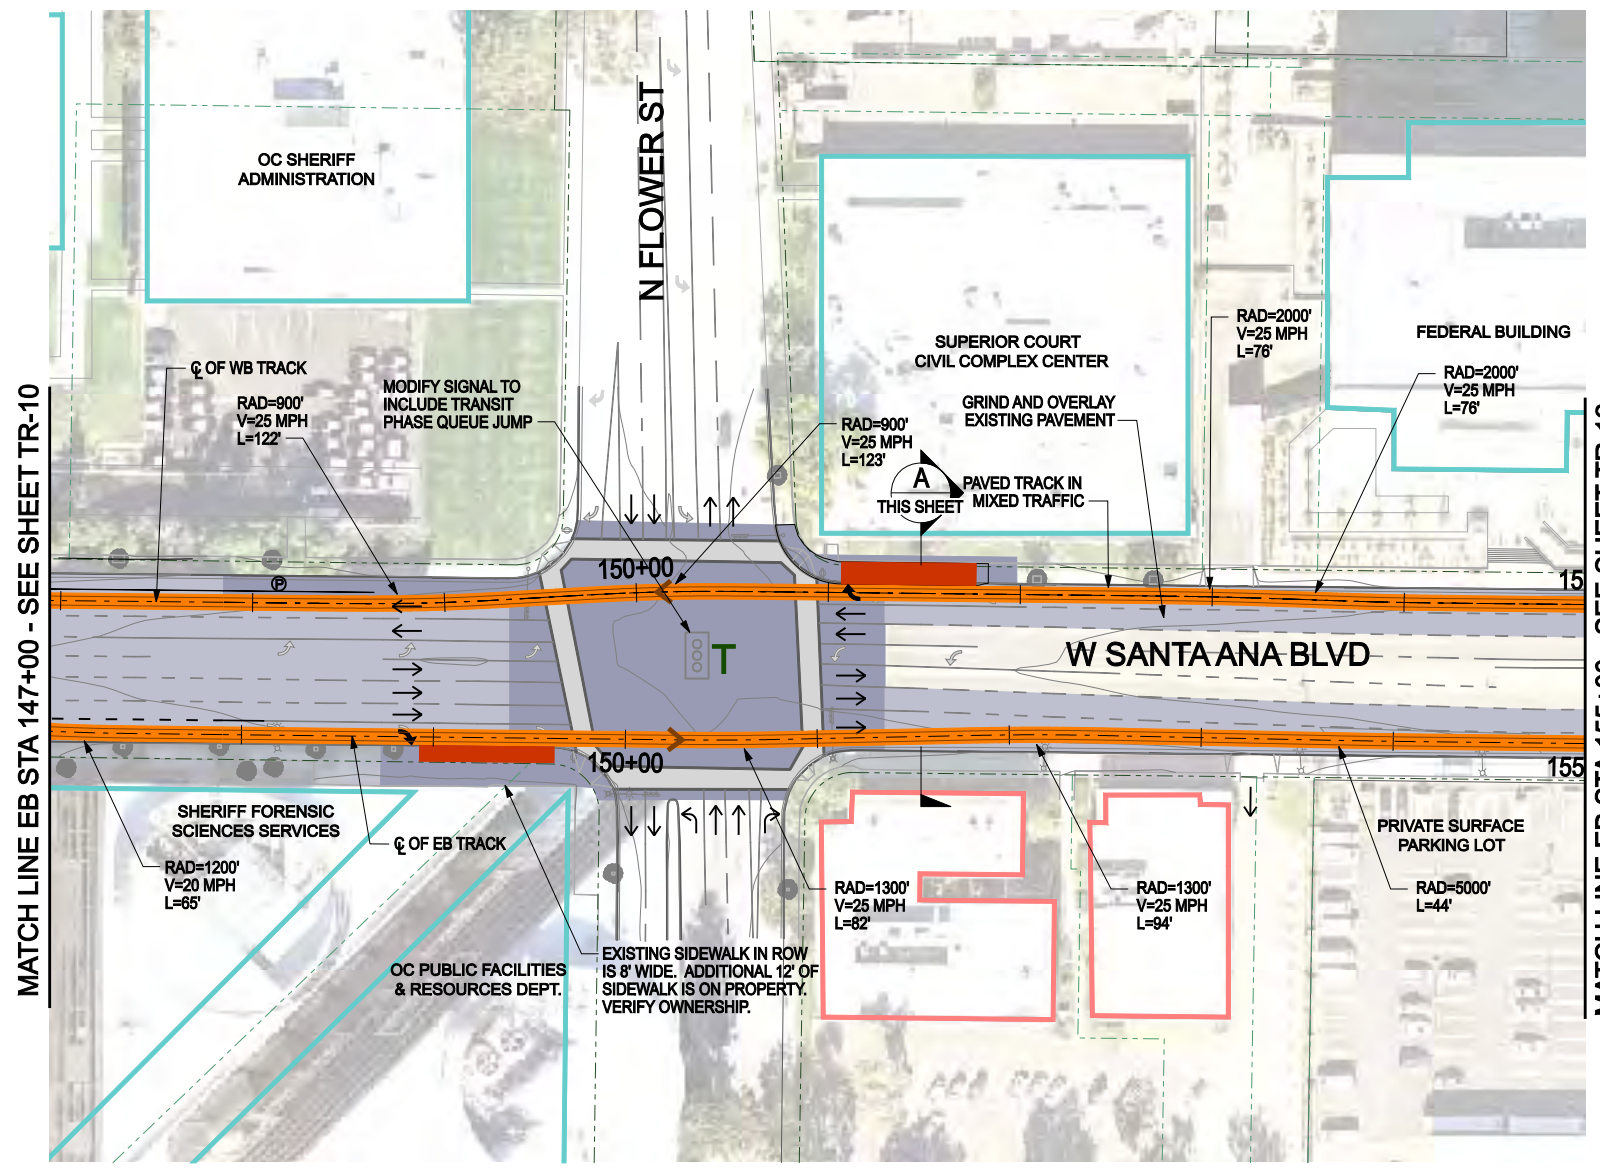 OC SHERIFF
ADMINISTRATION
N FLOWER ST
SUPERIOR COURT
CIVIL COMPLEX CENTER
RAD=2000'
V=25 MPH
L=76'
FEDERAL BUILDING
RAD=2000'
V=25 MPH
L=76'
℄ OF WB TRACK
RAD=900'
V=25 MPH
L=122'
MODIFY SIGNAL TO
INCLUDE TRANSIT
PHASE QUEUE JUMP
RAD=900'
V=25 MPH
L=123'
GRIND AND OVERLAY
EXISTING PAVEMENT
A
THIS SHEET
PAVED TRACK IN
MIXED TRAFFIC
MATCH LINE EB STA 147+00 - SEE SHEET TR-10
P
150+00
15
T
W SANTA ANA BLVD
150+00
155
SHERIFF FORENSIC
SCIENCES SERVICES
℄ OF EB TRACK
RAD=1200'
V=20 MPH
L=65'
RAD=1300'
V=25 MPH
L=82'
RAD=1300'
V=25 MPH
L=94'
PRIVATE SURFACE
PARKING LOT
RAD=5000'
L=44'
OC PUBLIC FACILITIES
& RESOURCES DEPT.
EXISTING SIDEWALK IN ROW
IS 8' WIDE. ADDITIONAL 12' OF
SIDEWALK IS ON PROPERTY.
VERIFY OWNERSHIP.